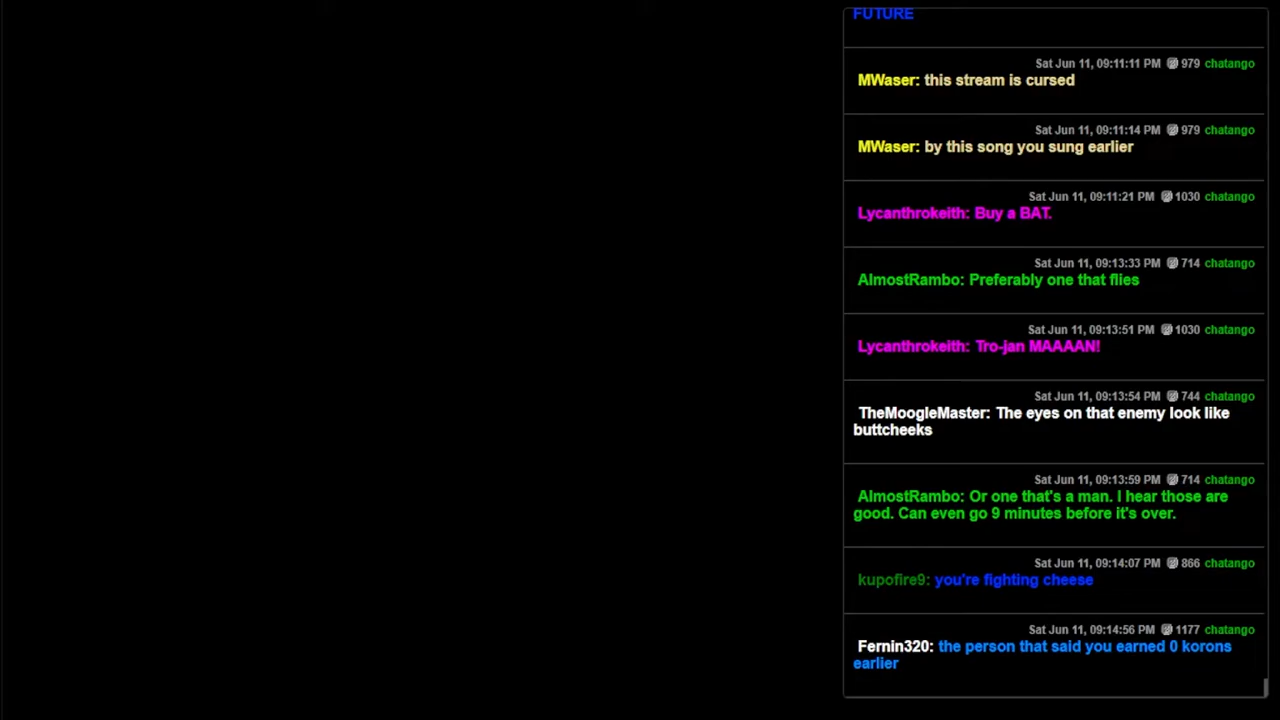 FUTURE
Sat Jun 11, 09:11:11 PM 979 chatango
MWaser: this stream is cursed
Sat Jun 11, 09:11:14 PM 979 chatango
MWaser: by this song you sung earlier
Sat Jun 11, 09:11:21 PM 1030 chatango
Lycanthrokeith: Buy a BAT.
Sat Jun 11, 09:13:33 PM 714 chatango
AlmostRambo: Preferably one that flies
Sat Jun 11, 09:13:51 PM 1030 chatango
Lycanthrokeith: Tro-jan MAAAAN!
Sat Jun 11, 09:13:54 PM 744 chatango
TheMoogleMaster: The eyes on that enemy look like
buttcheeks
Sat Jun 11, 09:13:59 PM 714 chatango
AlmostRambo: Or one that's a man. I hear those are
good. Can even go 9 minutes before it's over.
Sat Jun 11, 09:14:07 PM 866 chatango
kupofire9: you're fighting cheese
Sat Jun 11, 09:14:56 PM 1177 chatango
Fernin320: the person that said you earned 0 korons
earlier